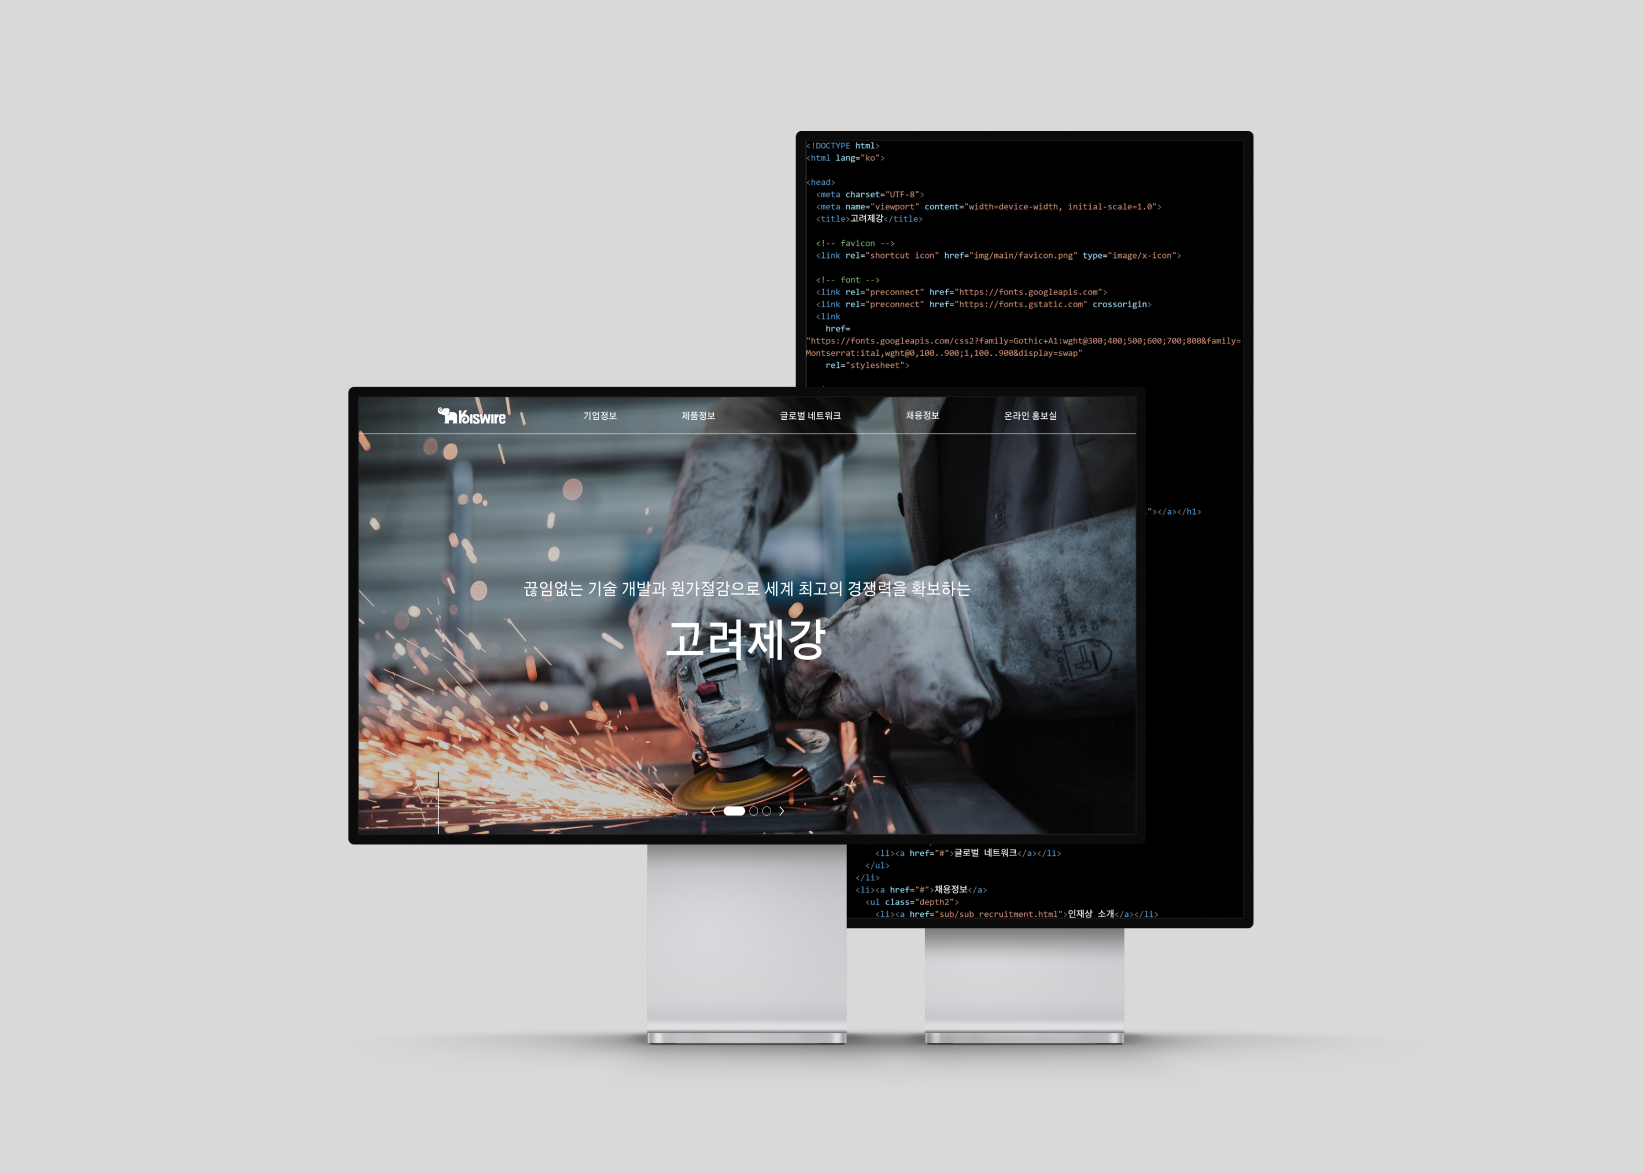 <!DOCTYPE html>
<html lang="ko">
<head>
<meta charset="UTF-8">
<meta name="viewport" content="width=device-width, initial-scale=1.0">
<title>고려제강</title>
<!-- favicon -->
<link rel="shortcut icon" href="img/main/favicon.png" type="image/x-icon">
<!-- font -->
<link rel="preconnect" href="https://fonts.googleapis.com">
<link rel="preconnect" href="https://fonts.gstatic.com" crossorigin>
<link
href=
"https://fonts.googleapis.com/css2?family=Gothic+A1:wght@300;400;500;600;700;800&family=
Montserrat:ital,wght@0,100..900;1,100..900&display=swap"
rel="stylesheet">
Kiswire 기업정보 제품정보 글로벌 네트워크 채용정보 온라인 홍보실
"></a></h1>
끊임없는 기술 개발과 원가절감으로 세계 최고의 경쟁력을 확보하는
고려제강
<li><a href="#">글로벌 네트워크</a></li>
</ul>
</li>
<li><a href="#">채용정보</a>
<ul class="depth2">
<li><a href="sub/sub_recruitment.html">인재상 소개</a></li>